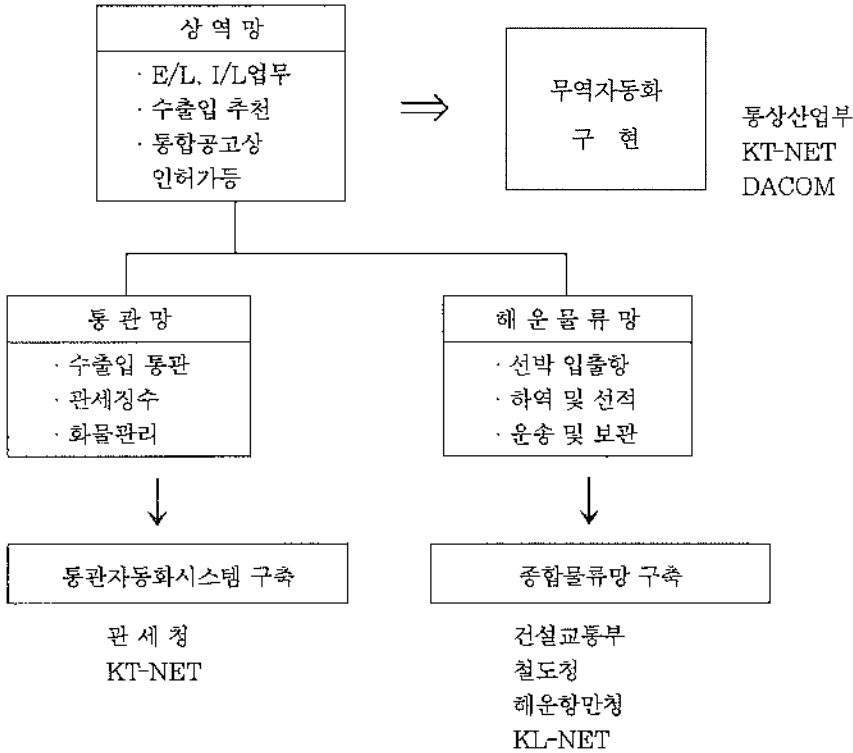 상 역 망
· E/L, I/L업무
· 수출입 추천
· 통합공고상
인허가등
무역자동화
구 현
통상산업부
KT-NET
DACOM
통 관 망
· 수출입 통관
· 관세징수
· 화물관리
해 운 물 류 망
· 선박 입출항
· 하역 및 선적
· 운송 및 보관
통관자동화시스템 구축
종합물류망 구축
관 세 청
KT-NET
건설교통부
철도청
해운항만청
KL-NET